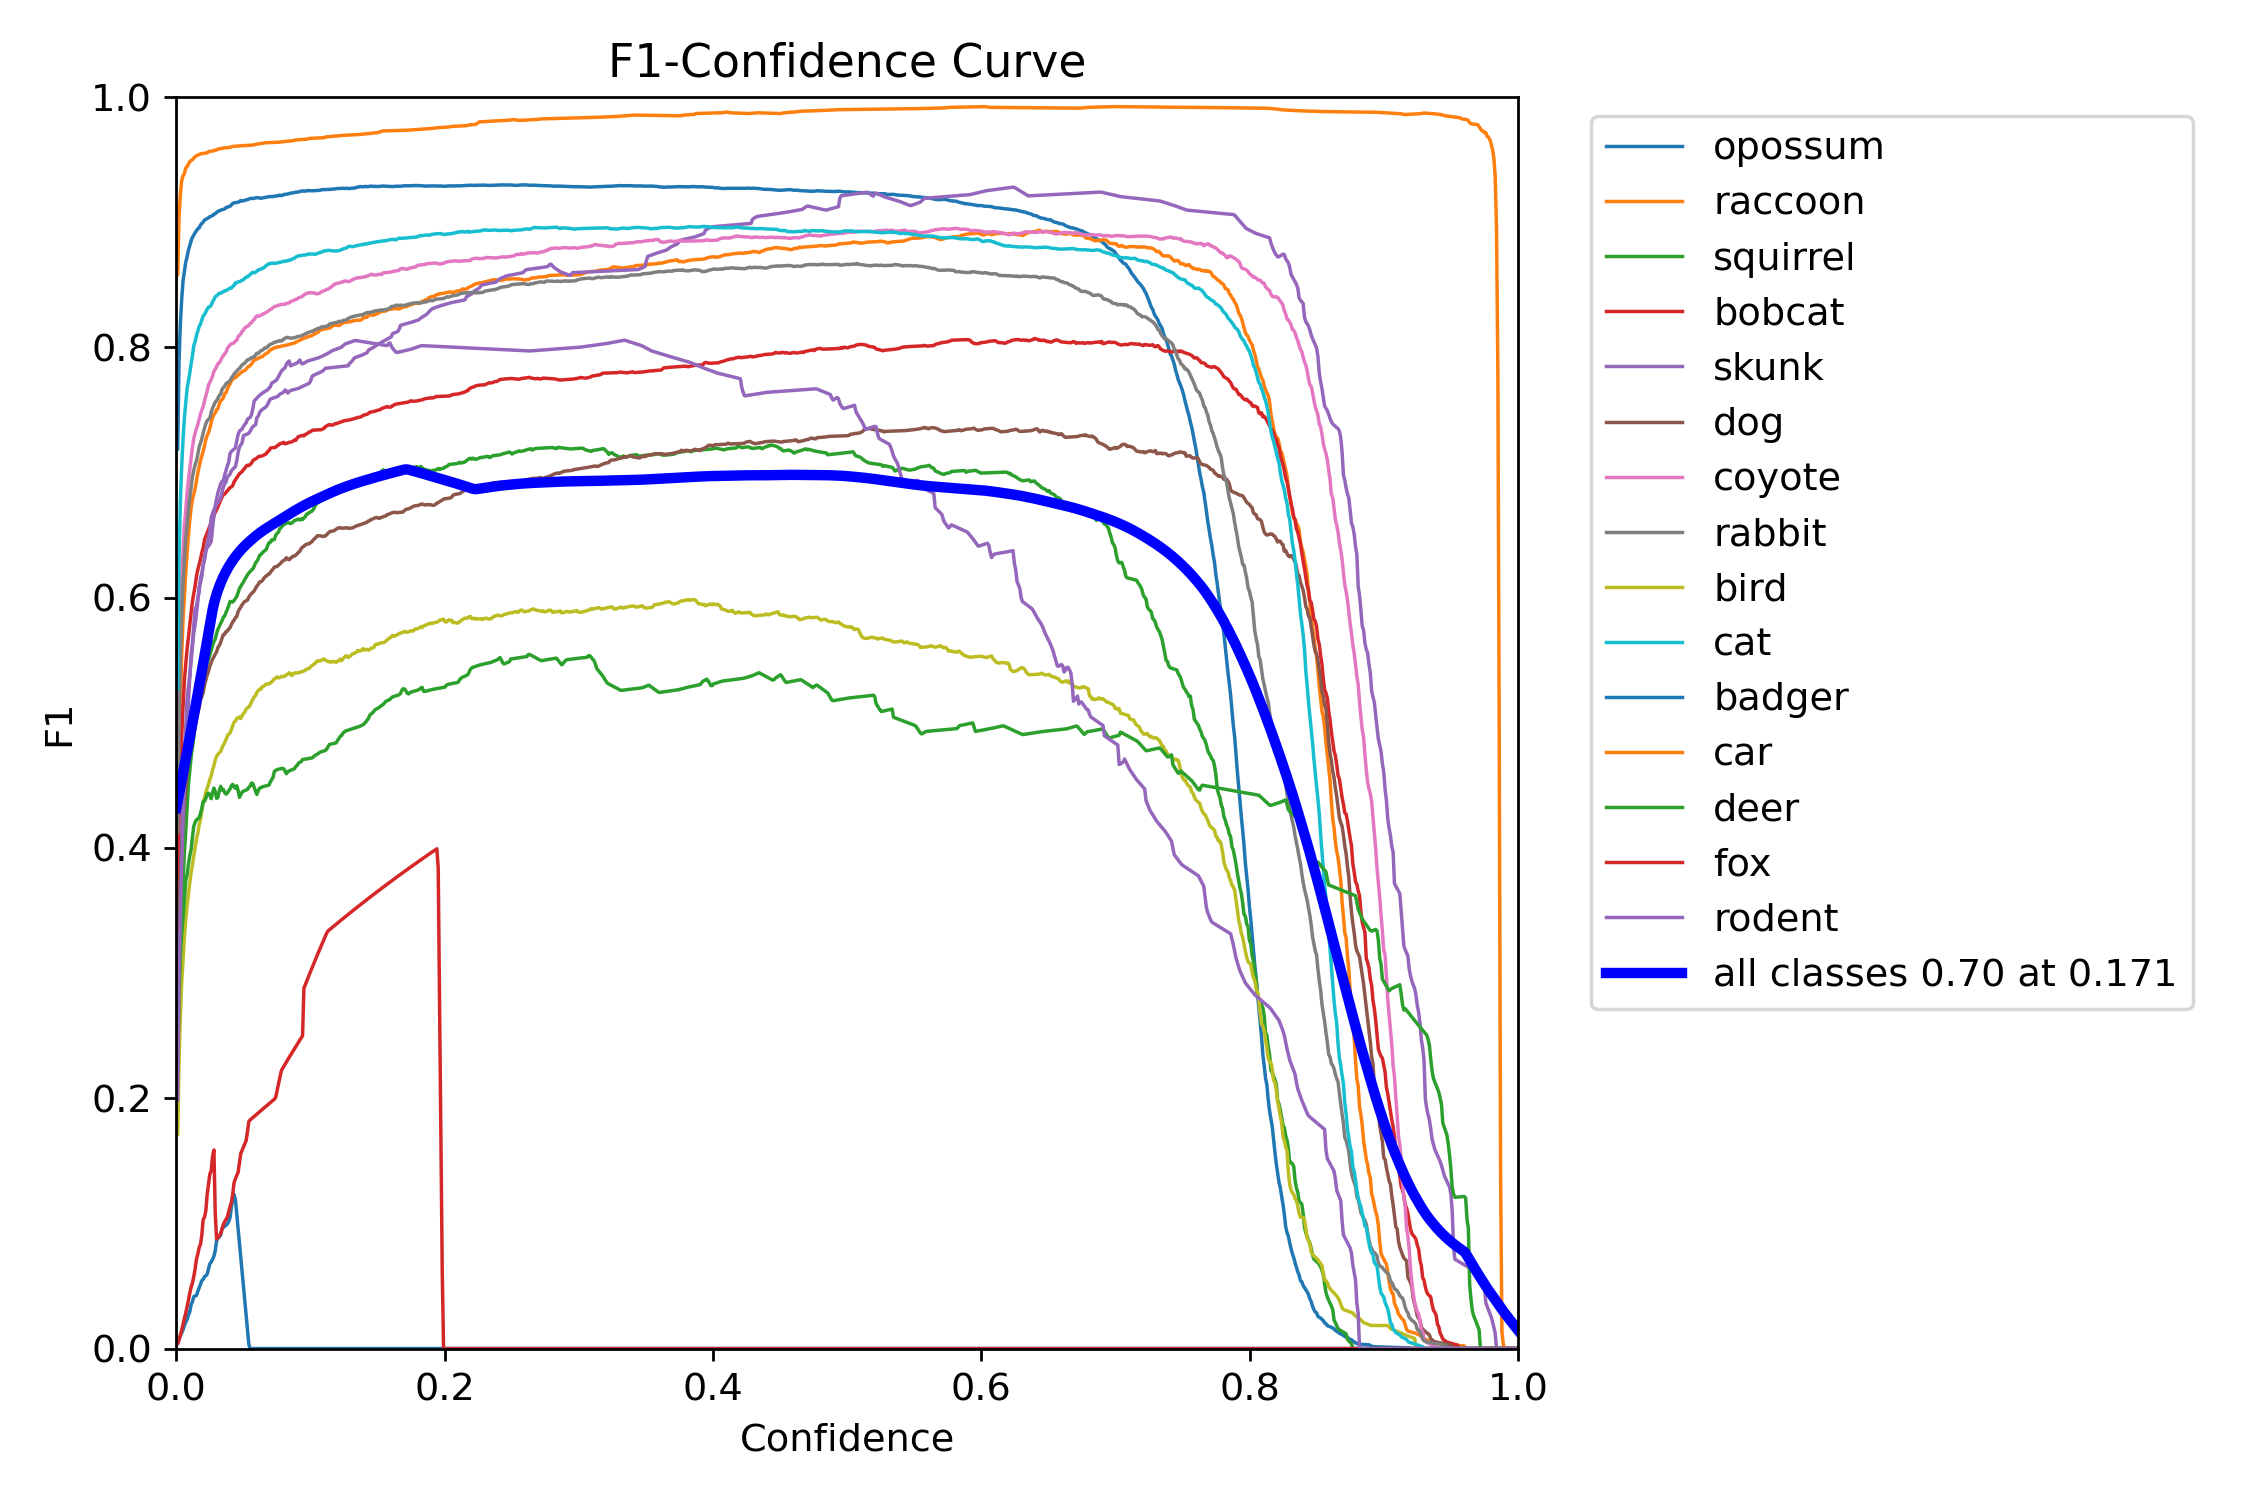 F1-Confidence Curve
1.0
0.8
0.6
0.4
0.2
0.0
F1
0.0 0.2 0.4 0.6 0.8 1.0
Confidence
opossum
raccoon
squirrel
bobcat
skunk
dog
coyote
rabbit
bird
cat
badger
car
deer
fox
rodent
all classes 0.70 at 0.171